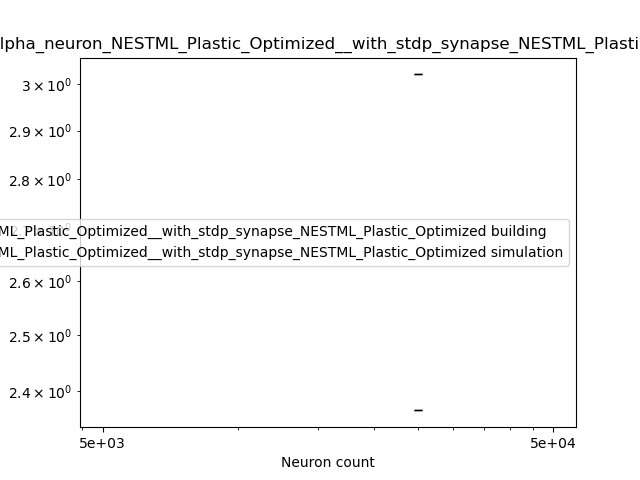 lpha_neuron_NESTML_Plastic_Optimized__with_stdp_synapse_NESTML_Plasti
3 × 10⁰
2.9 × 10⁰
2.8 × 10⁰
ML_Plastic_Optimized__with_stdp_synapse_NESTML_Plastic_Optimized building
ML_Plastic_Optimized__with_stdp_synapse_NESTML_Plastic_Optimized simulation
2.6 × 10⁰
2.5 × 10⁰
2.4 × 10⁰
5e+03 5e+04
Neuron count